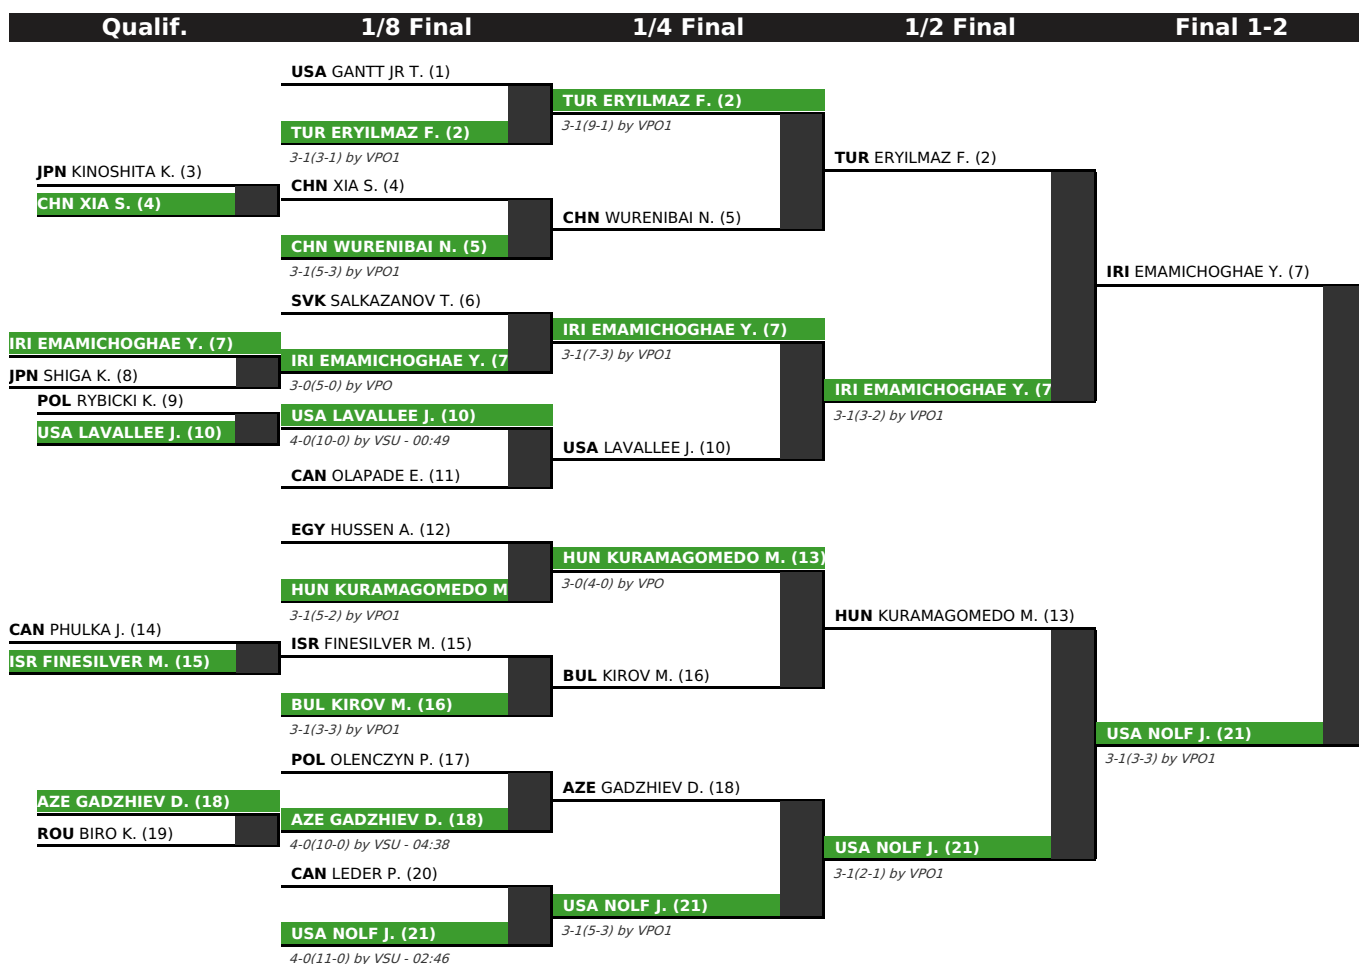 Qualif.
1/8 Final
1/4 Final
1/2 Final
Final 1-2
JPN KINOSHITA K. (3)
CHN XIA S. (4)
IRI EMAMICHOGHAE Y. (7)
JPN SHIGA K. (8)
POL RYBICKI K. (9)
USA LAVALLEE J. (10)
CAN PHULKA J. (14)
ISR FINESILVER M. (15)
AZE GADZHIEV D. (18)
ROU BIRO K. (19)
USA GANTT JR T. (1)
TUR ERYILMAZ F. (2)
3-1(3-1) by VPO1
CHN XIA S. (4)
CHN WURENIBAI N. (5)
3-1(5-3) by VPO1
SVK SALKAZANOV T. (6)
IRI EMAMICHOGHAE Y. (7
3-0(5-0) by VPO
USA LAVALLEE J. (10)
4-0(10-0) by VSU - 00:49
CAN OLAPADE E. (11)
EGY HUSSEN A. (12)
HUN KURAMAGOMEDO M
3-1(5-2) by VPO1
ISR FINESILVER M. (15)
BUL KIROV M. (16)
3-1(3-3) by VPO1
POL OLENCZYN P. (17)
AZE GADZHIEV D. (18)
4-0(10-0) by VSU - 04:38
CAN LEDER P. (20)
USA NOLF J. (21)
4-0(11-0) by VSU - 02:46
TUR ERYILMAZ F. (2)
3-1(9-1) by VPO1
CHN WURENIBAI N. (5)
IRI EMAMICHOGHAE Y. (7)
3-1(7-3) by VPO1
USA LAVALLEE J. (10)
HUN KURAMAGOMEDO M. (13)
3-0(4-0) by VPO
BUL KIROV M. (16)
AZE GADZHIEV D. (18)
USA NOLF J. (21)
3-1(5-3) by VPO1
TUR ERYILMAZ F. (2)
IRI EMAMICHOGHAE Y. (7
3-1(3-2) by VPO1
HUN KURAMAGOMEDO M. (13)
USA NOLF J. (21)
3-1(2-1) by VPO1
IRI EMAMICHOGHAE Y. (7)
USA NOLF J. (21)
3-1(3-3) by VPO1